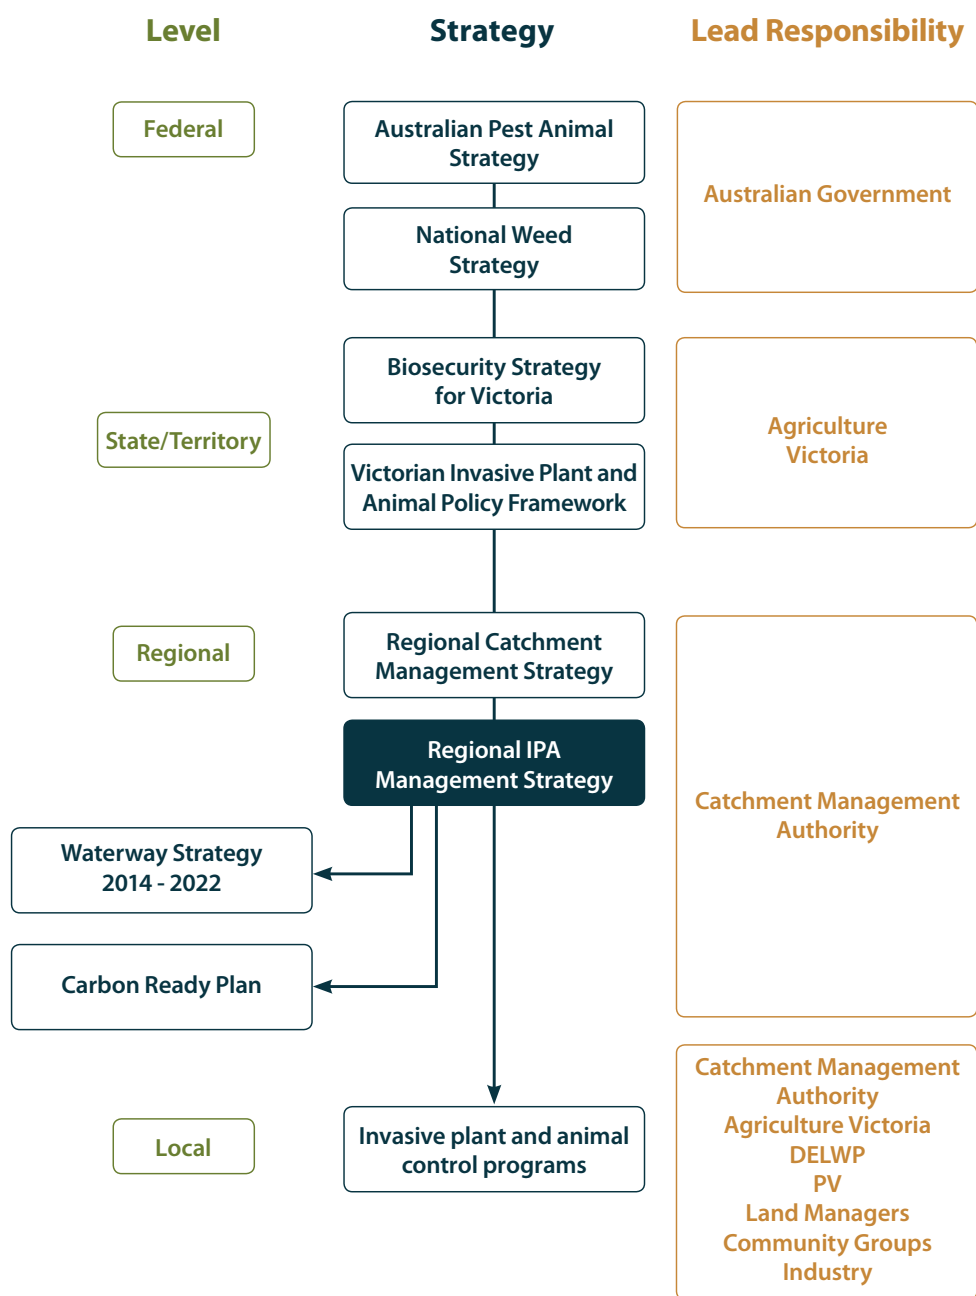 Level
Strategy
Lead Responsibility
Federal
Australian Pest Animal
Strategy
National Weed
Strategy
Australian Government
State/Territory
Biosecurity Strategy
for Victoria
Victorian Invasive Plant and
Animal Policy Framework
Agriculture
Victoria
Regional
Regional Catchment
Management Strategy
Regional IPA
Management Strategy
Waterway Strategy
2014 - 2022
Carbon Ready Plan
Catchment Management
Authority
Local
Invasive plant and animal
control programs
Catchment Management
Authority
Agriculture Victoria
DELWP
PV
Land Managers
Community Groups
Industry